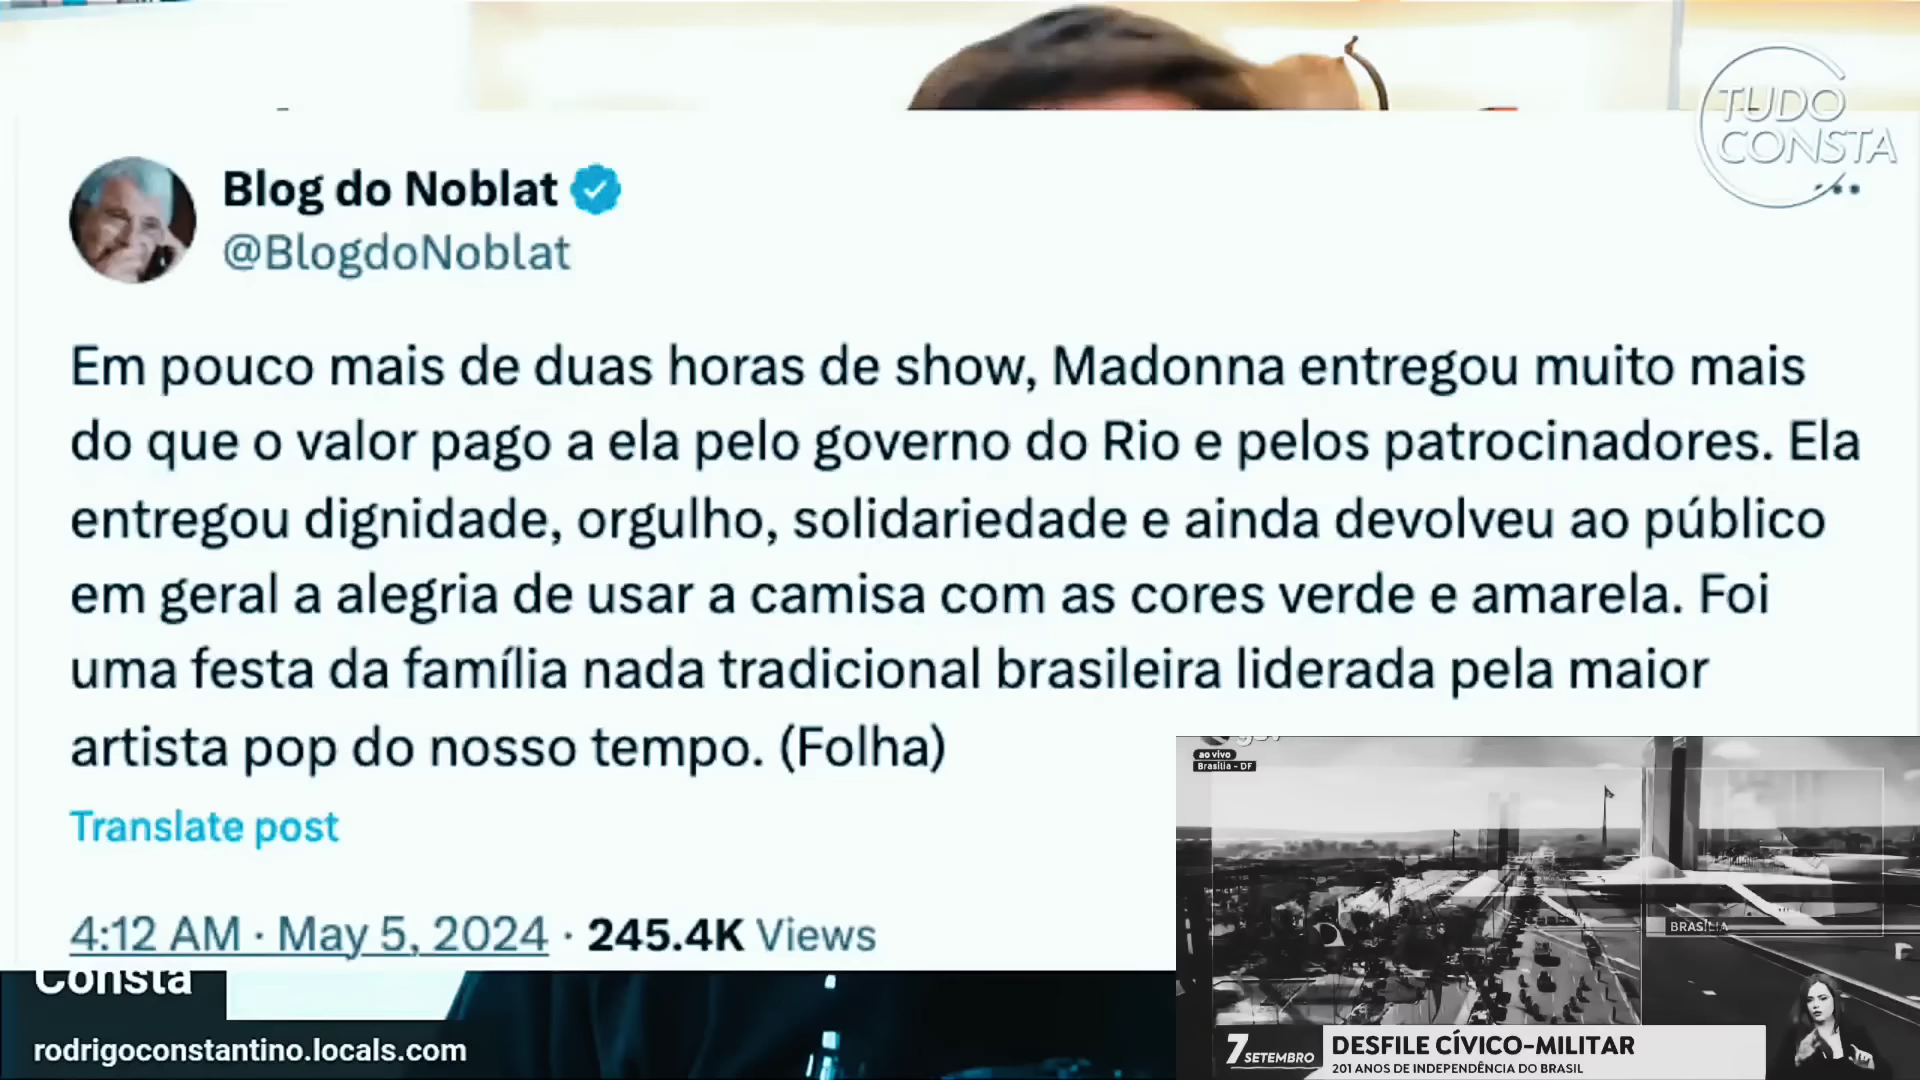 TUDO
CONSTA
Blog do Noblat
@BlogdoNoblat
Em pouco mais de duas horas de show, Madonna entregou muito mais
do que o valor pago a ela pelo governo do Rio e pelos patrocinadores. Ela
entregou dignidade, orgulho, solidariedade e ainda devolveu ao público
em geral a alegria de usar a camisa com as cores verde e amarela. Foi
uma festa da família nada tradicional brasileira liderada pela maior
artista pop do nosso tempo. (Folha)
Translate post
4:12 AM · May 5, 2024 · 245.4K Views
Consta
rodrigoconstantino.locals.com
ao vivo
Brasília - DF
BRASÍLIA
7 SETEMBRO
DESFILE CÍVICO-MILITAR
201 ANOS DE INDEPENDÊNCIA DO BRASIL